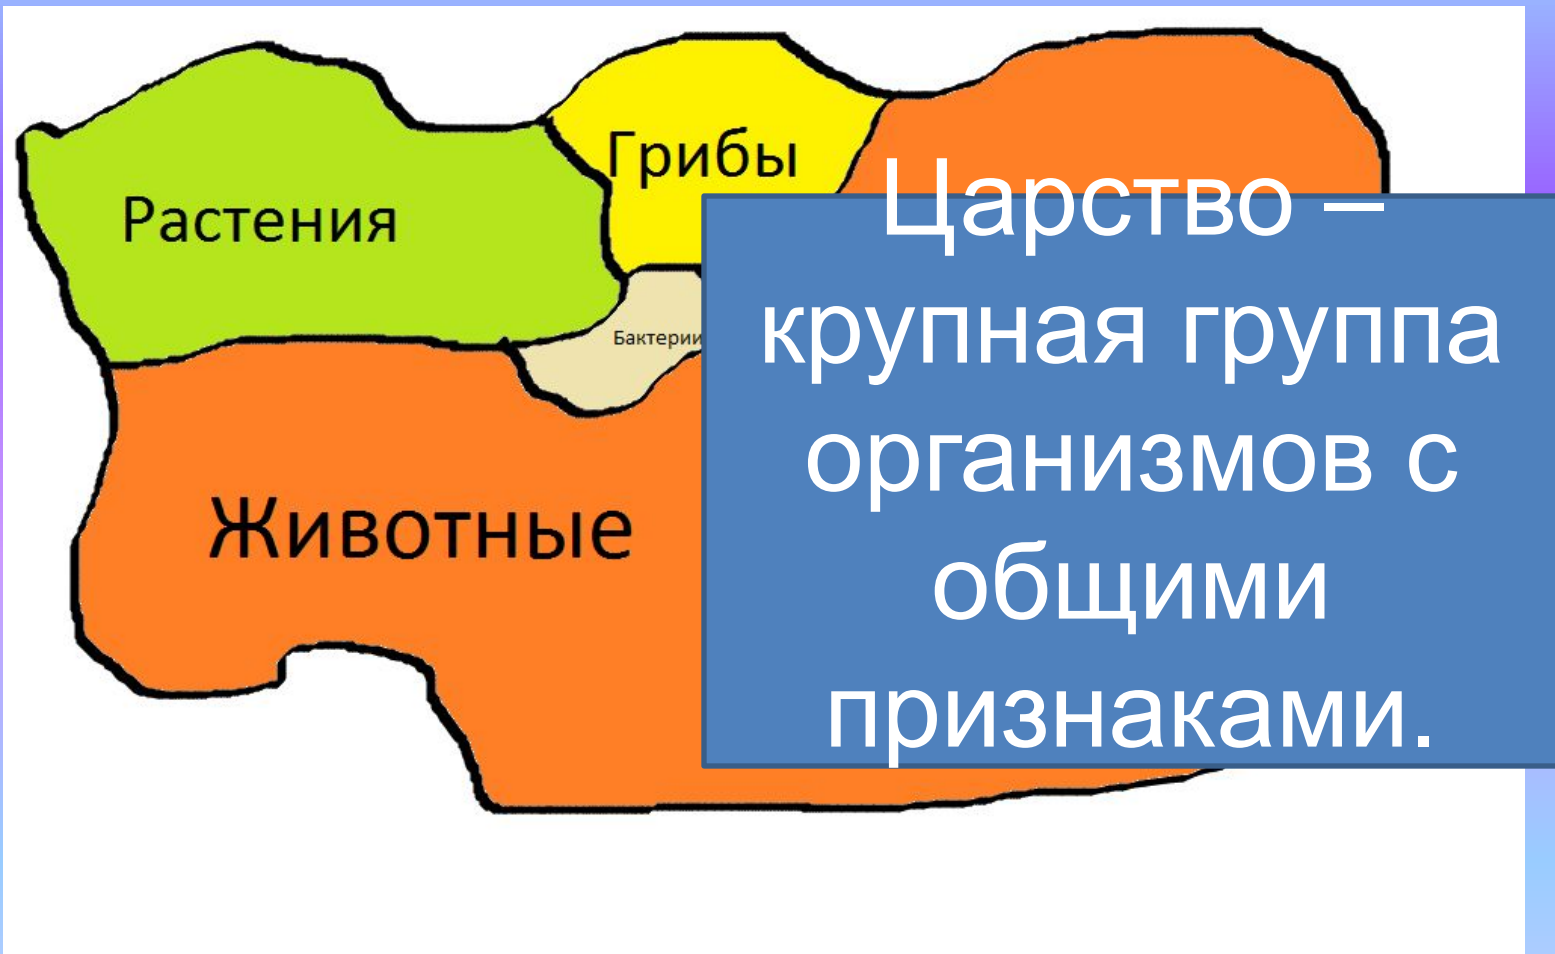 Растения
Грибы
Бактерии
Животные
Царство –
крупная группа
организмов с
общими
признаками.